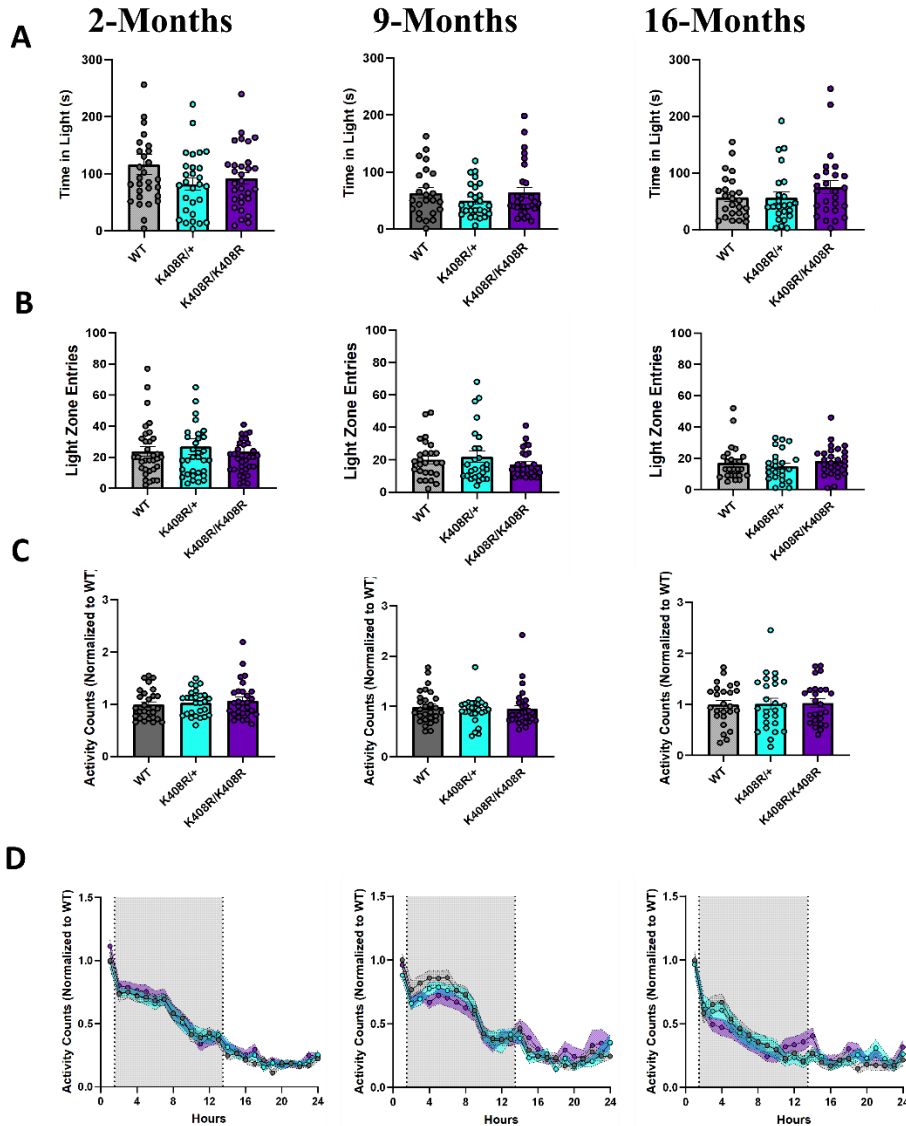 2-Months 9-Months 16-Months
A
Time in Light (s) Time in Light (s) Time in Light (s)
300 300 300
200 200 200
100 100 100
0 0 0
WT K408R/+ K408R/K408R WT K408R/+ K408R/K408R WT K408R/+ K408R/K408R
B
Light Zone Entries Light Zone Entries Light Zone Entries
100 100 100
80 80 80
60 60 60
40 40 40
20 20 20
0 0 0
WT K408R/+ K408R/K408R WT K408R/+ K408R/K408R WT K408R/+ K408R/K408R
C
Activity Counts (Normalized to WT) Activity Counts (Normalized to WT) Activity Counts (Normalized to WT)
3 3 3
2 2 2
1 1 1
0 0 0
WT K408R/+ K408R/K408R WT K408R/+ K408R/K408R WT K408R/+ K408R/K408R
D
Activity Counts (Normalized to WT) Activity Counts (Normalized to WT) Activity Counts (Normalized to WT)
1.5 1.5 1.5
1.0 1.0 1.0
0.5 0.5 0.5
0.0 0.0 0.0
0 4 8 12 16 20 24 0 4 8 12 16 20 24 0 4 8 12 16 20 24
Hours Hours Hours